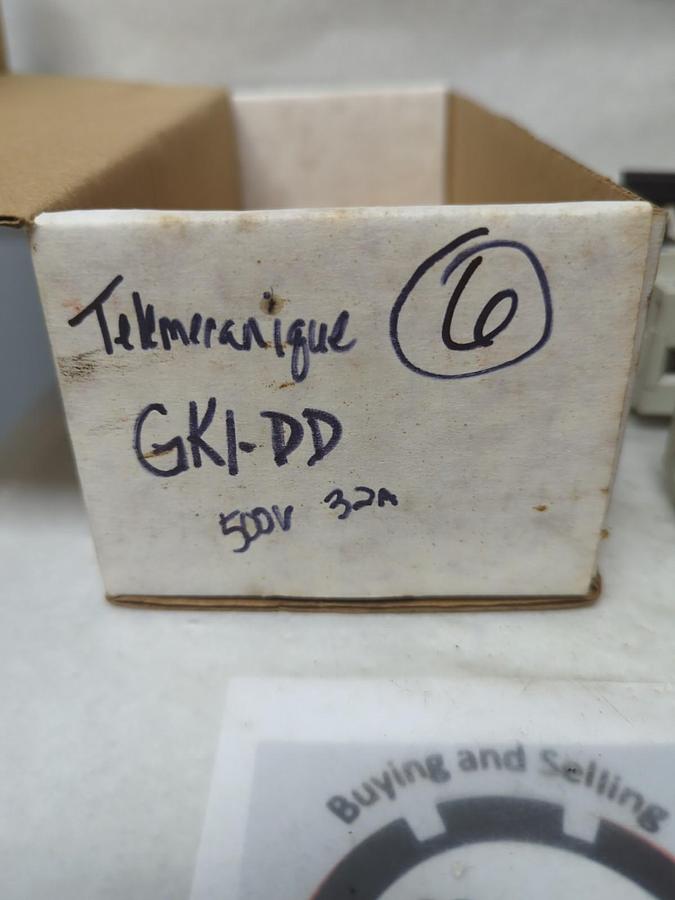 Telemecanique 6
GK1-DD
500V 32A
Buying and Selling